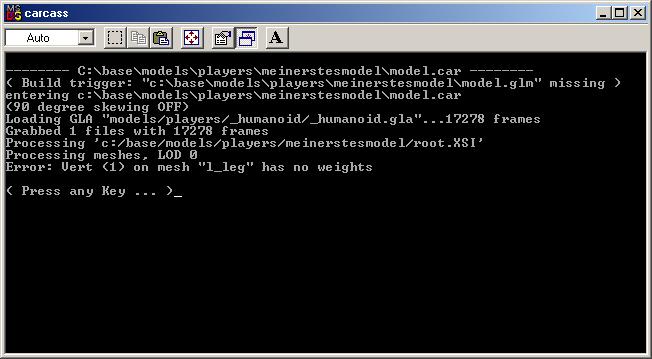 carcass
Auto
A
-------- C:\base\models\players\meinerstesmodel\model.car --------
( Build trigger: "c:\base\models\players\meinerstesmodel\model.glm" missing )
entering c:\base\models\players\meinerstesmodel\model.car
(90 degree skewing OFF)
Loading GLA "models/players/_humanoid/_humanoid.gla"...17278 frames
Grabbed 1 files with 17278 frames
Processing 'c:/base/models/players/meinerstesmodel/root.XSI'
Processing meshes, LOD 0
Error: Vert (1) on mesh "l_leg" has no weights
( Press any Key ... )_